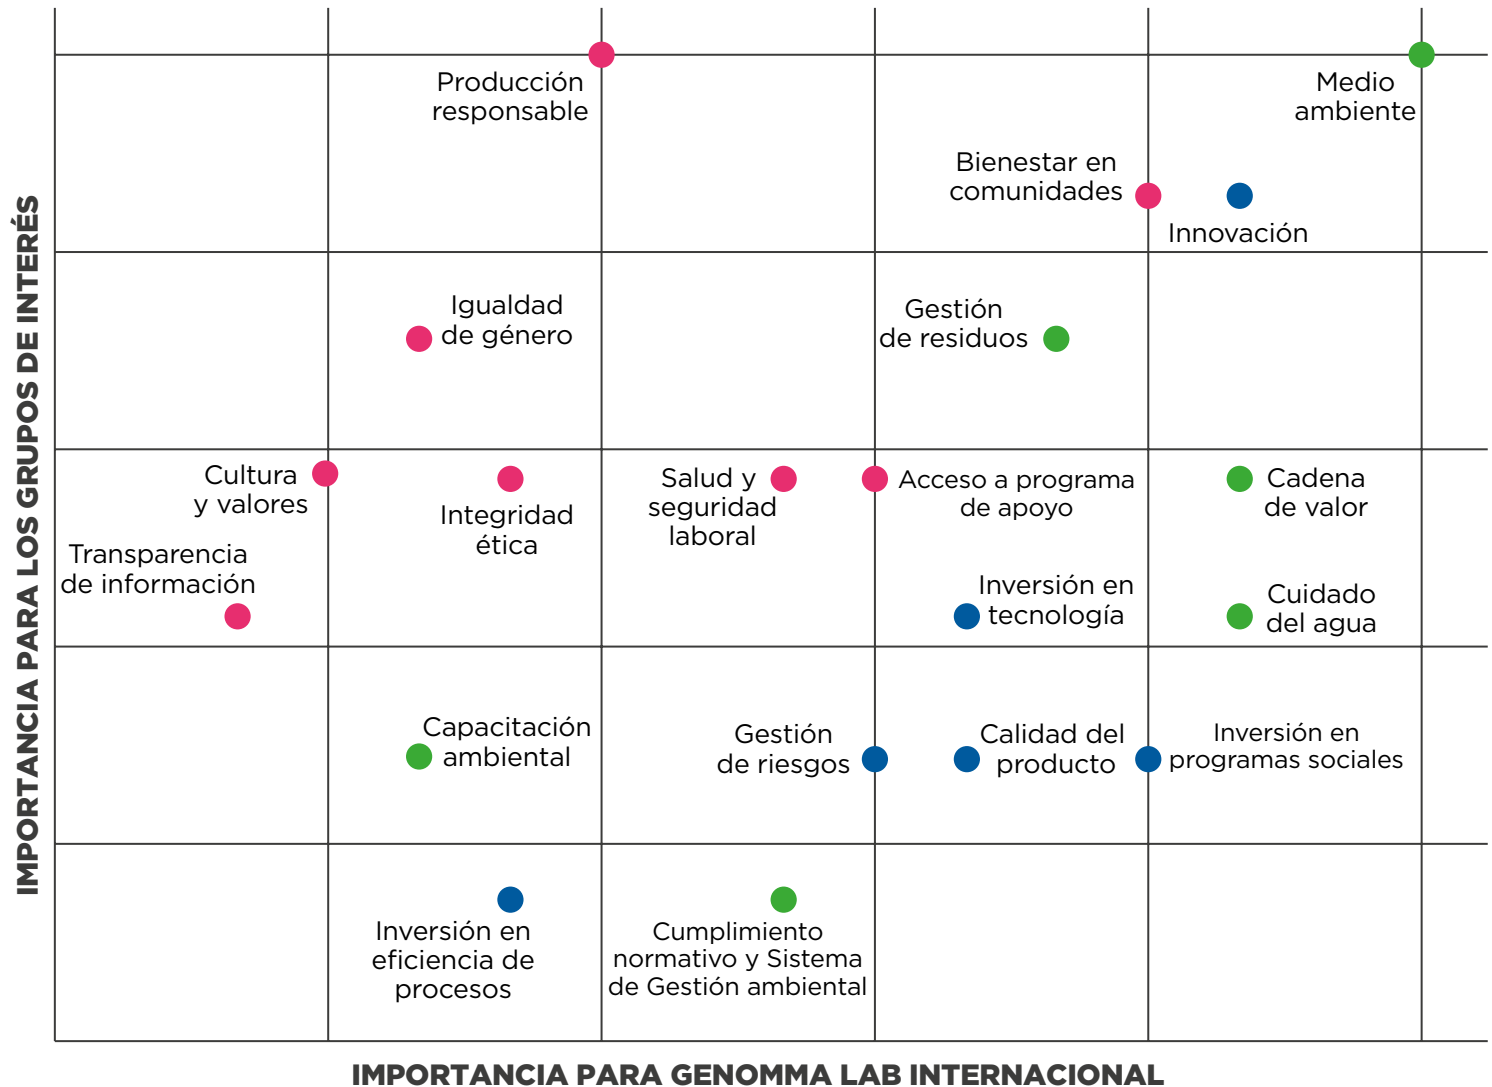 IMPORTANCIA PARA LOS GRUPOS DE INTERÉS
Producción
responsable
Medio
ambiente
Bienestar en
comunidades
Innovación
Igualdad
de género
Gestión
de residuos
Cultura
y valores
Integridad
ética
Salud y
seguridad
laboral
Acceso a programa
de apoyo
Cadena
de valor
Transparencia
de información
Inversión en
tecnología
Cuidado
del agua
Capacitación
ambiental
Gestión
de riesgos
Calidad del
producto
Inversión en
programas sociales
Inversión en
eficiencia de
procesos
Cumplimiento
normativo y Sistema
de Gestión ambiental
IMPORTANCIA PARA GENOMMA LAB INTERNACIONAL